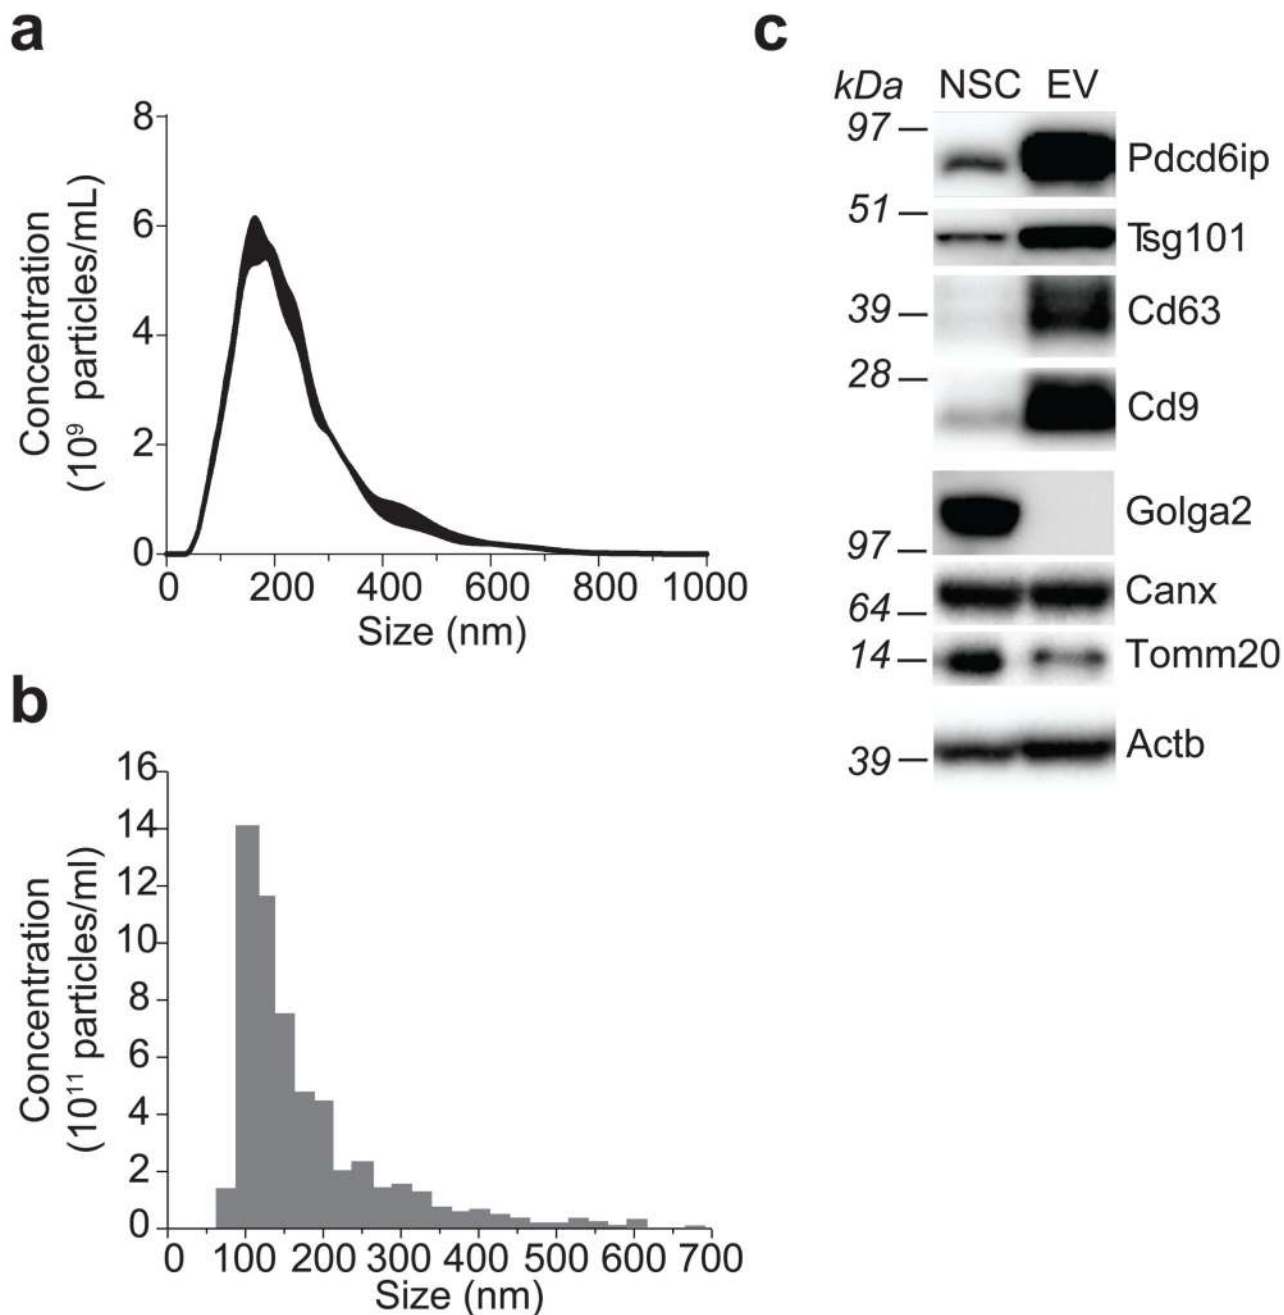 a
8
6
4
2
0
Concentration
(10⁹ particles/mL)
0 200 400 600 800 1000
Size (nm)
b
16
14
12
10
8
6
4
2
0
Concentration
(10¹¹ particles/ml)
0 100 200 300 400 500 600 700
Size (nm)
c
kDa NSC EV
97 Pdcd6ip
51 Tsg101
39 Cd63
28 Cd9
Golga2
97
Canx
64
14 Tomm20
Actb
39